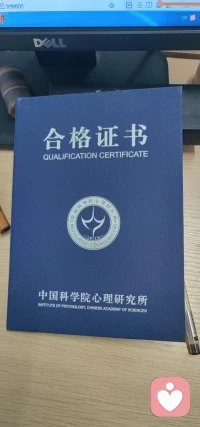 DELL
合格证书
QUALIFICATION CERTIFICATE
中国科学院心理研究所
INSTITUTE OF PSYCHOLOGY, CHINESE ACADEMY OF SCIENCES